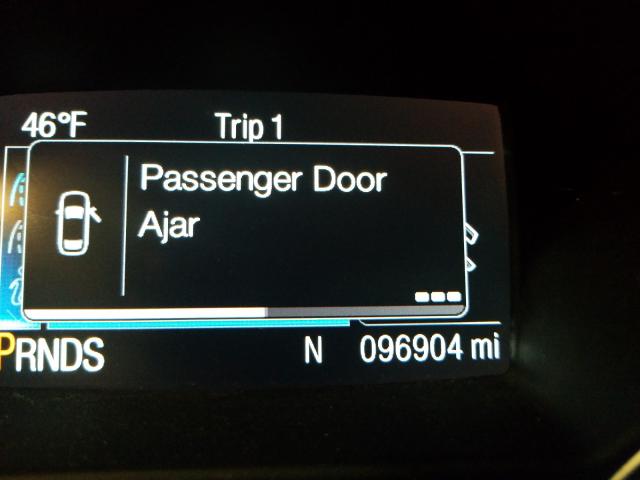 46°F Trip 1
Passenger Door
Ajar
PRNDS N 096904 mi